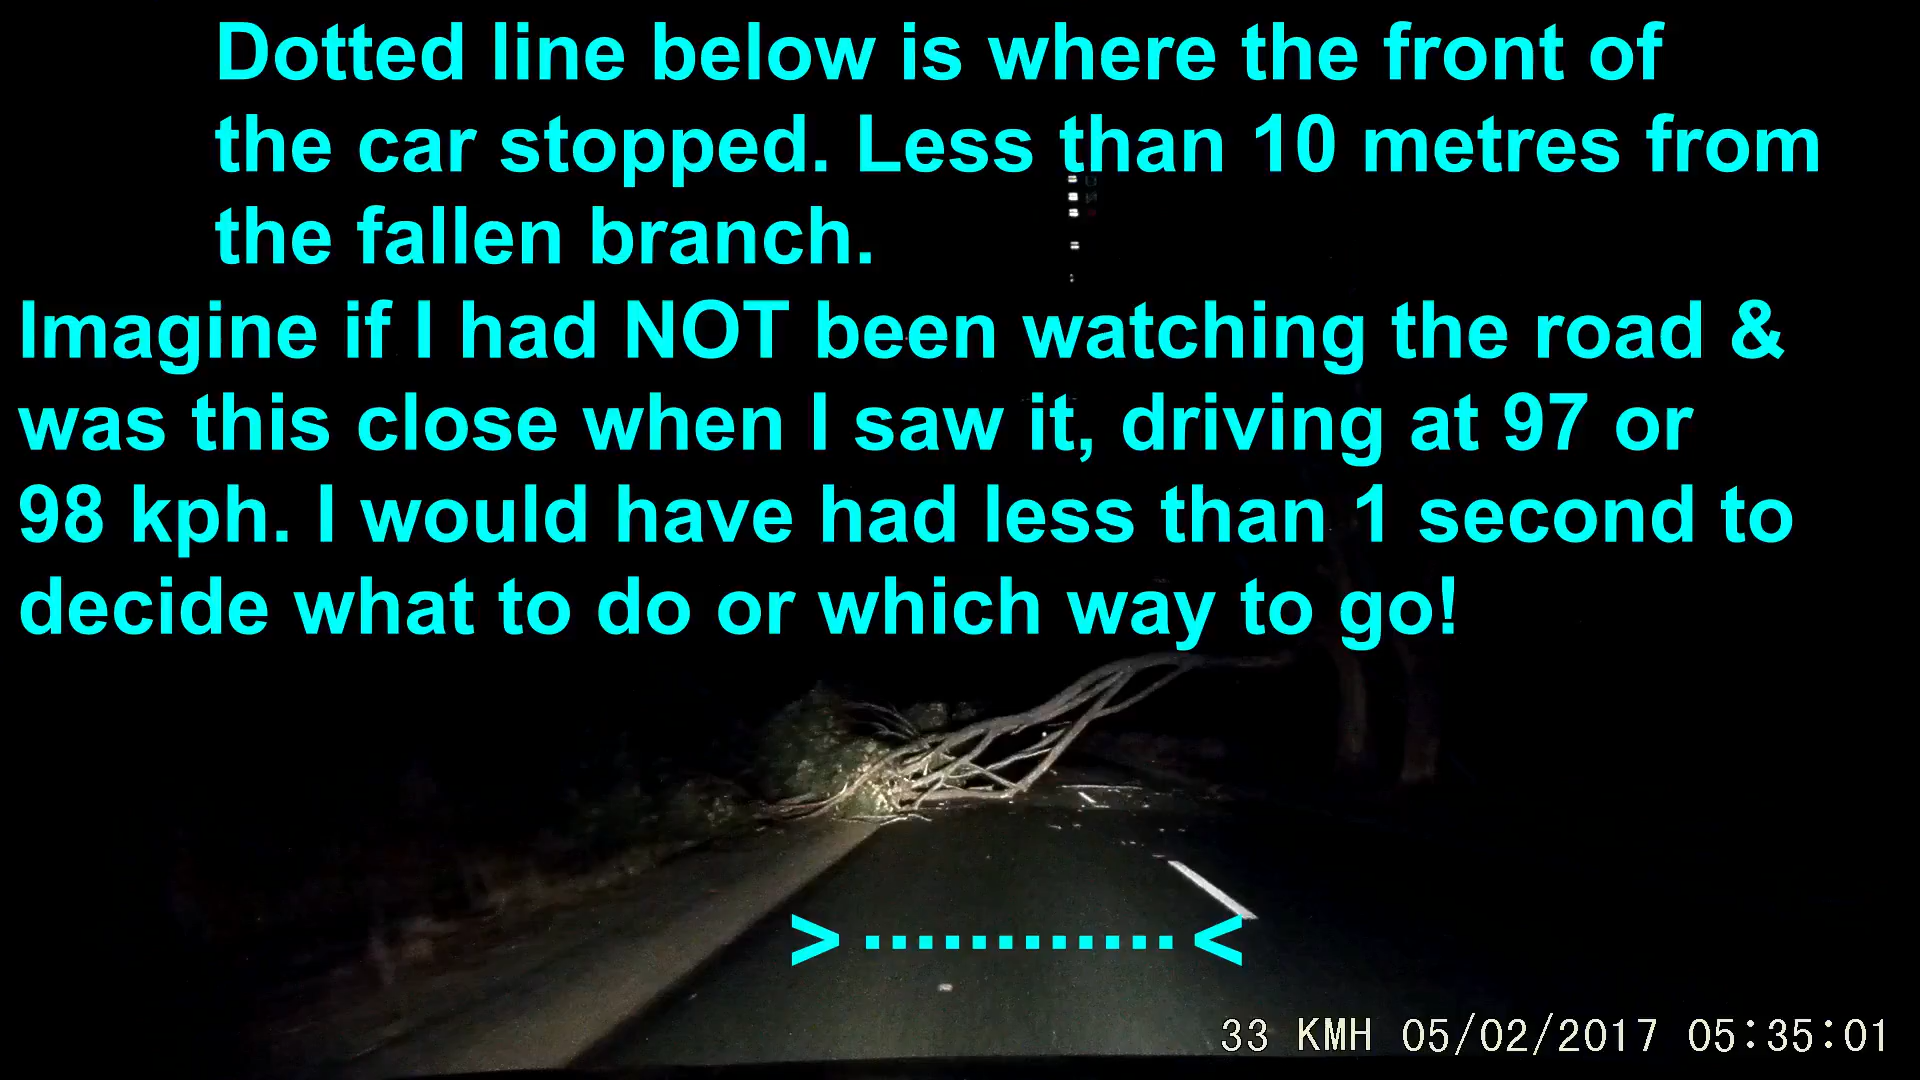 Dotted line below is where the front of
the car stopped. Less than 10 metres from
the fallen branch.
Imagine if I had NOT been watching the road &
was this close when I saw it, driving at 97 or
98 kph. I would have had less than 1 second to
decide what to do or which way to go!
>............<
33 KMH 05/02/2017 05:35:01